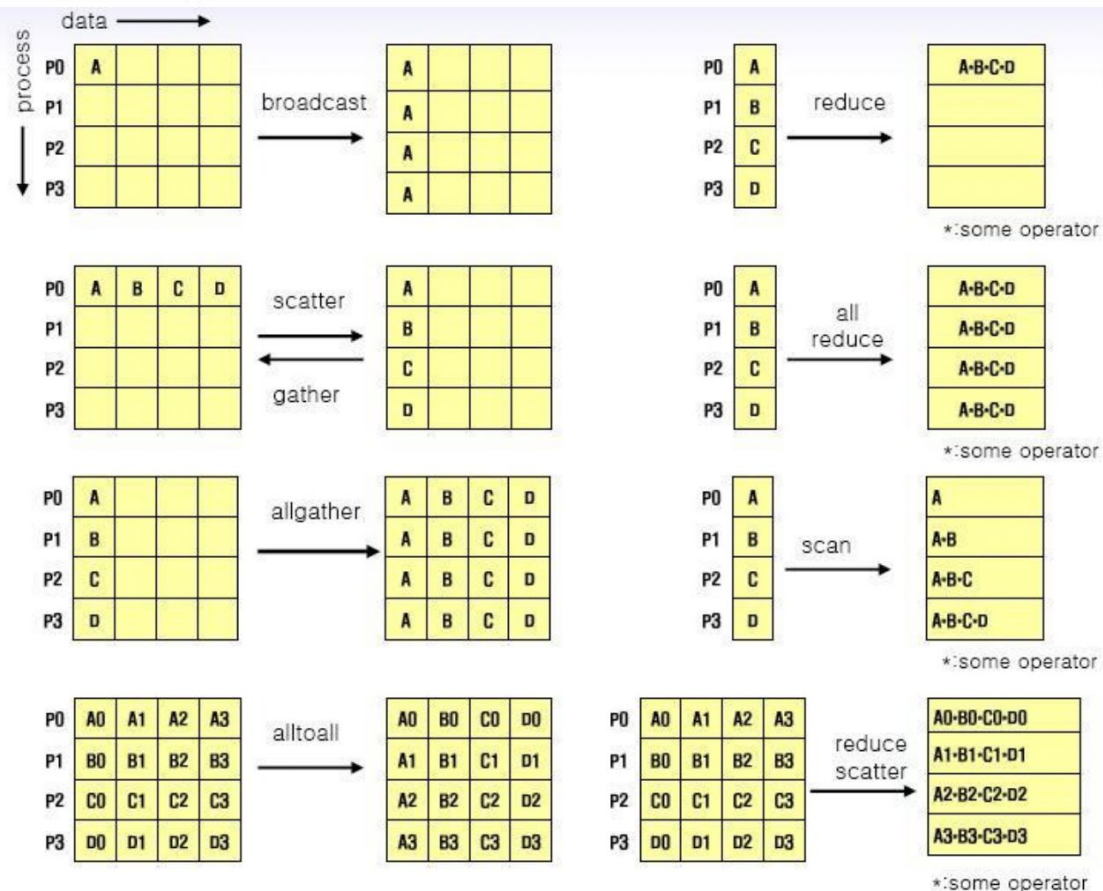 data
process
P0 A
P1
P2
P3
broadcast
A
A
A
A
P0 A
P1 B
P2 C
P3 D
reduce
A*B*C*D
*:some operator
P0 A B C D
P1
P2
P3
scatter
gather
A
B
C
D
P0 A
P1 B
P2 C
P3 D
all
reduce
A*B*C*D
A*B*C*D
A*B*C*D
A*B*C*D
*:some operator
P0 A
P1 B
P2 C
P3 D
allgather
A B C D
A B C D
A B C D
A B C D
P0 A
P1 B
P2 C
P3 D
scan
A
A*B
A*B*C
A*B*C*D
*:some operator
P0 A0 A1 A2 A3
P1 B0 B1 B2 B3
P2 C0 C1 C2 C3
P3 D0 D1 D2 D3
alltoall
A0 B0 C0 D0
A1 B1 C1 D1
A2 B2 C2 D2
A3 B3 C3 D3
P0 A0 A1 A2 A3
P1 B0 B1 B2 B3
P2 C0 C1 C2 C3
P3 D0 D1 D2 D3
reduce
scatter
A0*B0*C0*D0
A1*B1*C1*D1
A2*B2*C2*D2
A3*B3*C3*D3
*:some operator